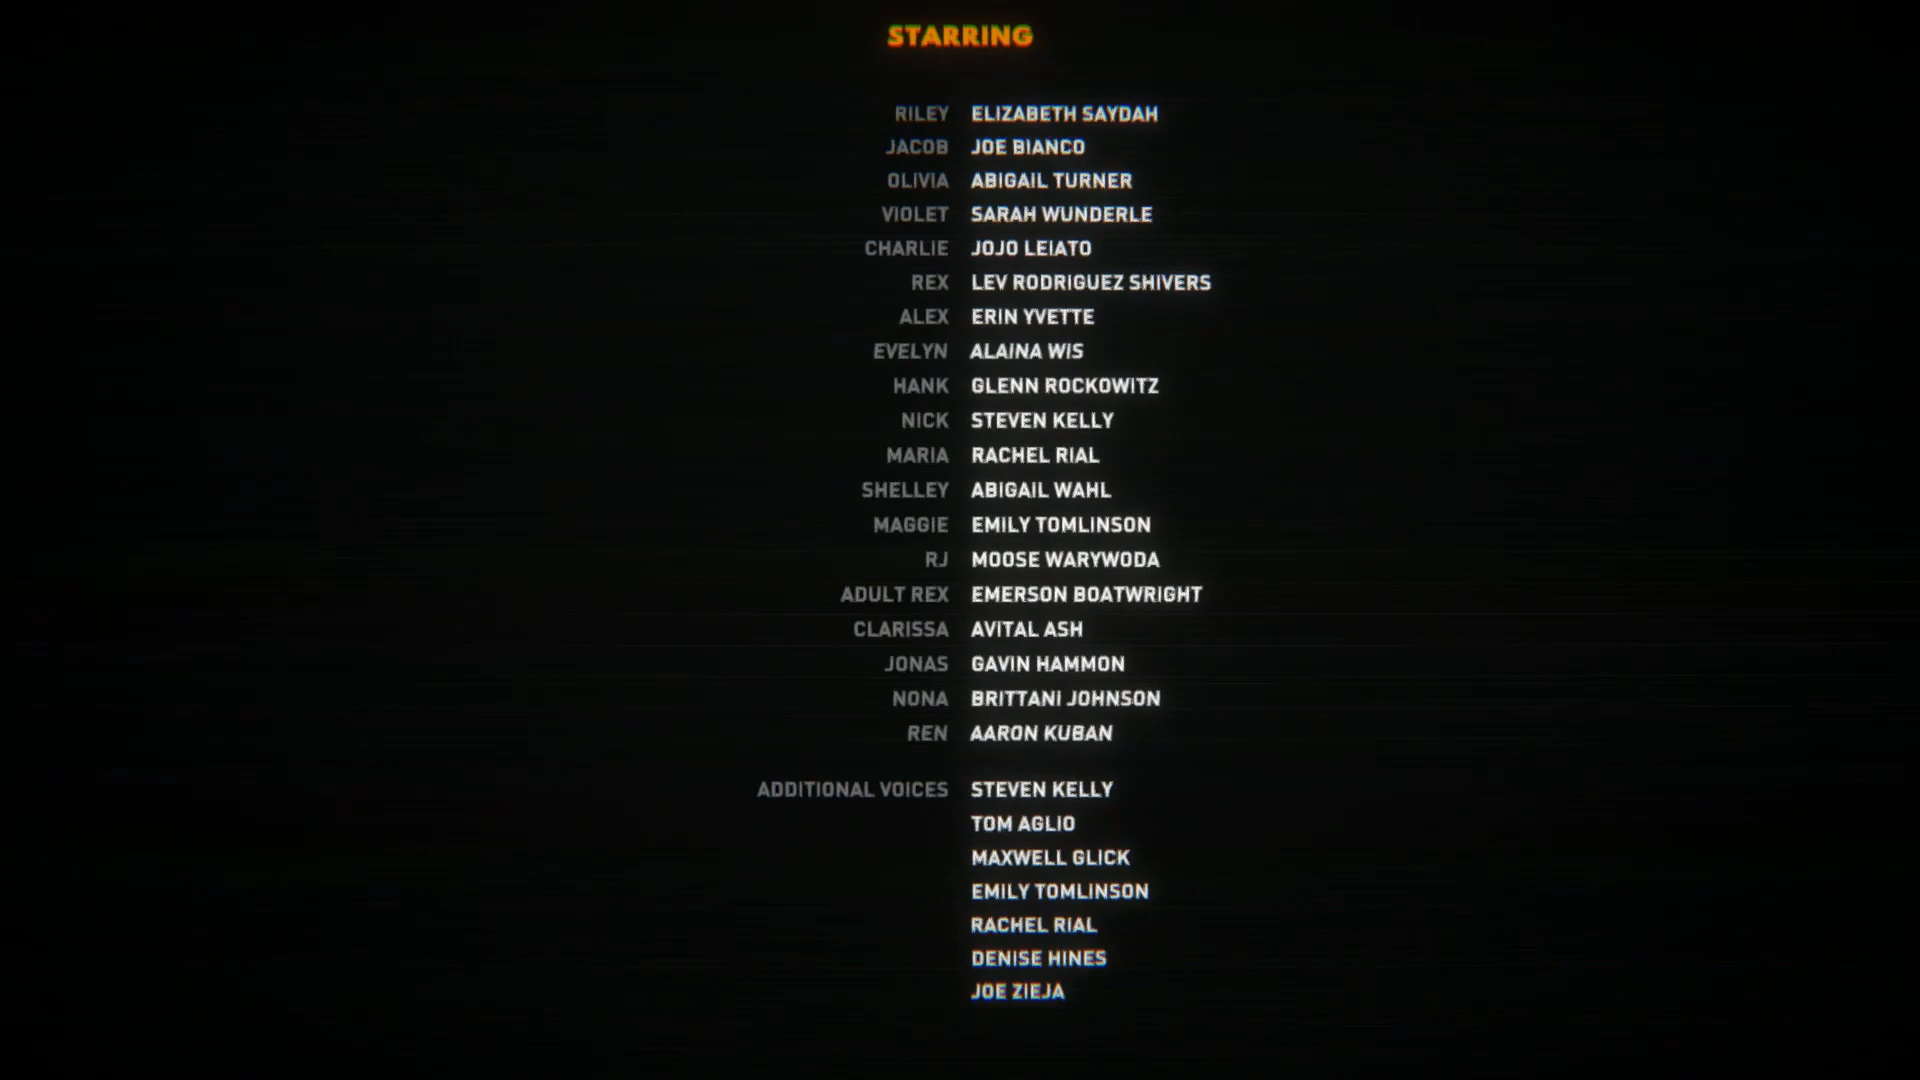 STARRING
RILEY ELIZABETH SAYDAH
JACOB JOE BIANCO
OLIVIA ABIGAIL TURNER
VIOLET SARAH WUNDERLE
CHARLIE JOJO LEIATO
REX LEV RODRIGUEZ SHIVERS
ALEX ERIN YVETTE
EVELYN ALAINA WIS
HANK GLENN ROCKOWITZ
NICK STEVEN KELLY
MARIA RACHEL RIAL
SHELLEY ABIGAIL WAHL
MAGGIE EMILY TOMLINSON
RJ MOOSE WARYWODA
ADULT REX EMERSON BOATWRIGHT
CLARISSA AVITAL ASH
JONAS GAVIN HAMMON
NONA BRITTANI JOHNSON
REN AARON KUBAN
ADDITIONAL VOICES STEVEN KELLY
TOM AGLIO
MAXWELL GLICK
EMILY TOMLINSON
RACHEL RIAL
DENISE HINES
JOE ZIEJA